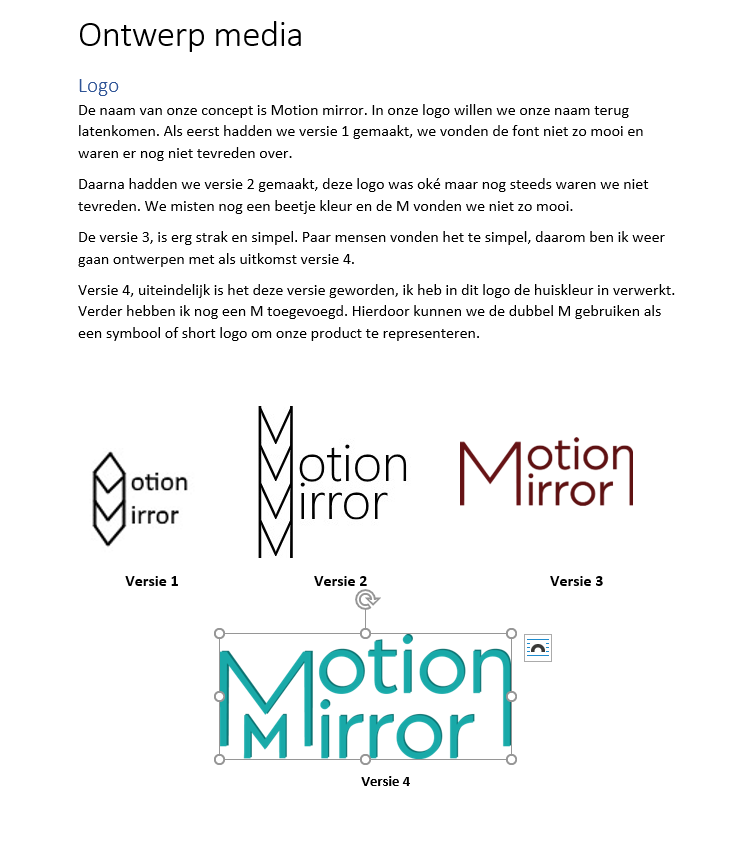 Ontwerp media
Logo
De naam van onze concept is Motion mirror. In onze logo willen we onze naam terug
latenkomen. Als eerst hadden we versie 1 gemaakt, we vonden de font niet zo mooi en
waren er nog niet tevreden over.
Daarna hadden we versie 2 gemaakt, deze logo was oké maar nog steeds waren we niet
tevreden. We misten nog een beetje kleur en de M vonden we niet zo mooi.
De versie 3, is erg strak en simpel. Paar mensen vonden het te simpel, daarom ben ik weer
gaan ontwerpen met als uitkomst versie 4.
Versie 4, uiteindelijk is het deze versie geworden, ik heb in dit logo de huiskleur in verwerkt.
Verder hebben ik nog een M toegevoegd. Hierdoor kunnen we de dubbel M gebruiken als
een symbool of short logo om onze product te representeren.
Motion
Mirror
Versie 1
Motion
Mirror
Versie 2
Motion
Mirror
Versie 3
Motion
Mirror
Versie 4